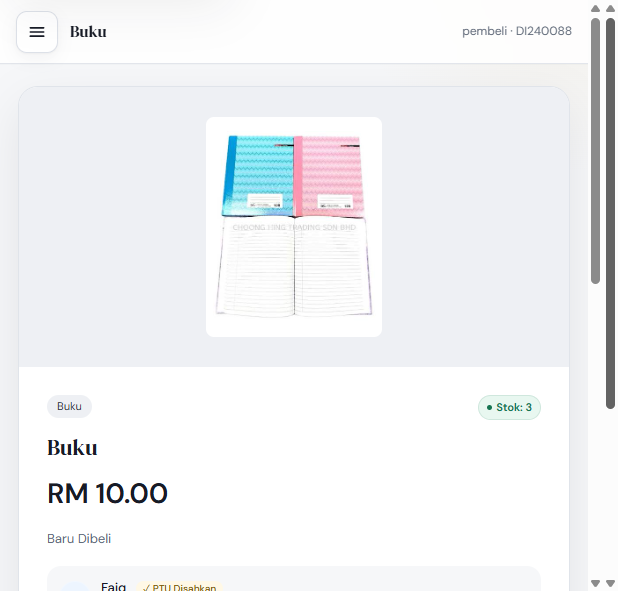 Buku
pembeli · DI240088
CHOONG LING TRADING SDN BHD
Buku
Stok: 3
Buku
RM 10.00
Baru Dibeli
Faiq
✓ PTU Disahkan